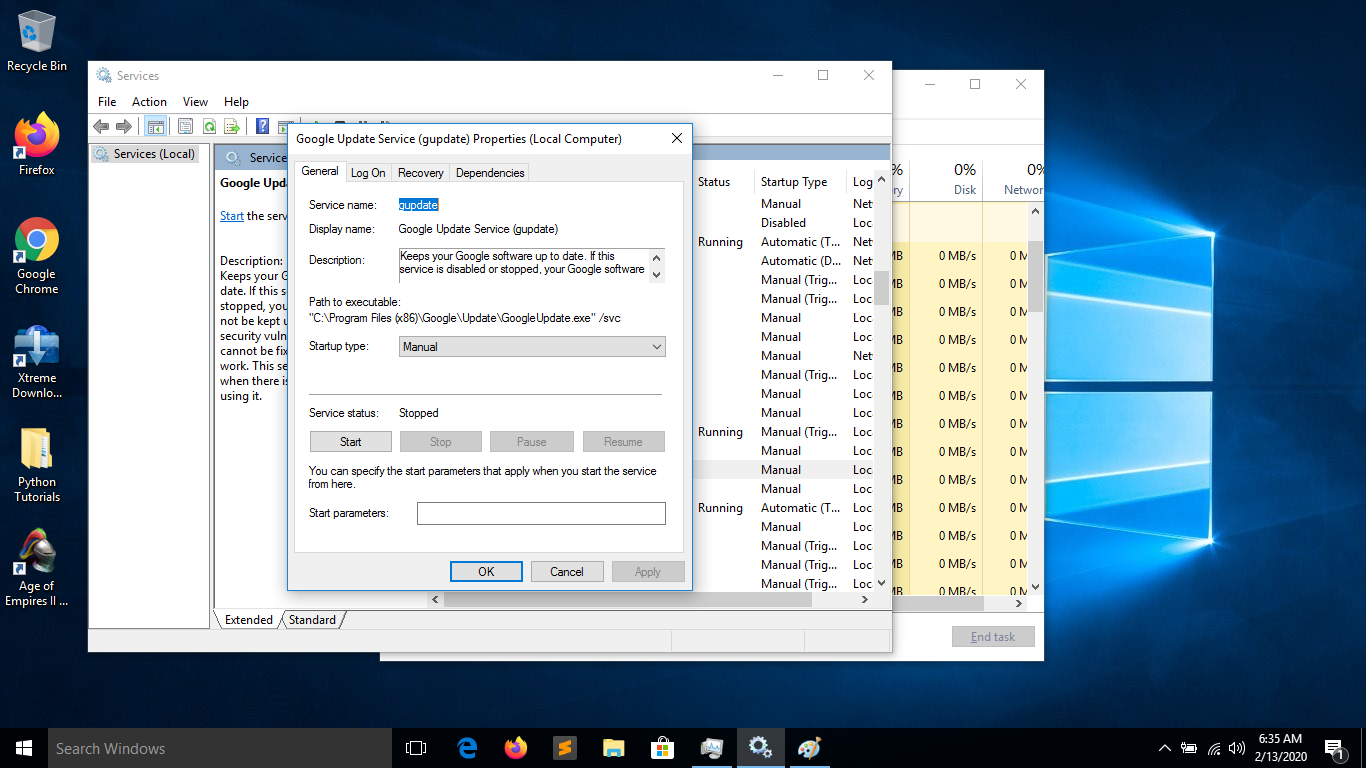 Recycle Bin
Firefox
Google
Chrome
Xtreme
Downlo...
Python
Tutorials
Age of
Empires II ...
Services
File Action View Help
Services (Local)
Service
Google Upd
Start the serv
Description:
Keeps your G
date. If this s
stopped, you
not be kept u
security vuln
cannot be fix
work. This se
when there is
using it.
Extended
Standard
Google Update Service (gupdate) Properties (Local Computer)
General Log On Recovery Dependencies
Service name: gupdate
Display name: Google Update Service (gupdate)
Description: Keeps your Google software up to date. If this
service is disabled or stopped, your Google software
Path to executable:
"C:\Program Files (x86)\Google\Update\GoogleUpdate.exe" /svc
Startup type: Manual
Service status: Stopped
Start Stop Pause Resume
You can specify the start parameters that apply when you start the service
from here.
Start parameters:
OK Cancel Apply
Status Startup Type Log
Manual Net
Disabled Loc
Running Automatic (T... Net
Automatic (D... Net
Manual (Trig... Loc
Manual (Trig... Loc
Manual Loc
Manual Loc
Manual Net
Manual (Trig... Loc
Manual Loc
Manual Loc
Running Manual (Trig... Loc
Manual Loc
Manual Loc
Manual Loc
Running Automatic (T... Loc
Manual Loc
Manual (Trig... Loc
Manual (Trig... Loc
Manual (Trig... Loc
% 0% 0%
ry Disk Networ
MB 0 MB/s 0 M
MB 0 MB/s 0 M
MB 0 MB/s 0 M
MB 0 MB/s 0 M
MB 0 MB/s 0 M
MB 0 MB/s 0 M
MB 0 MB/s 0 M
MB 0 MB/s 0 M
MB 0 MB/s 0 M
MB 0 MB/s 0 M
MB 0 MB/s 0 M
MB 0 MB/s 0 M
MB 0 MB/s 0 M
End task
Search Windows
6:35 AM
2/13/2020
1